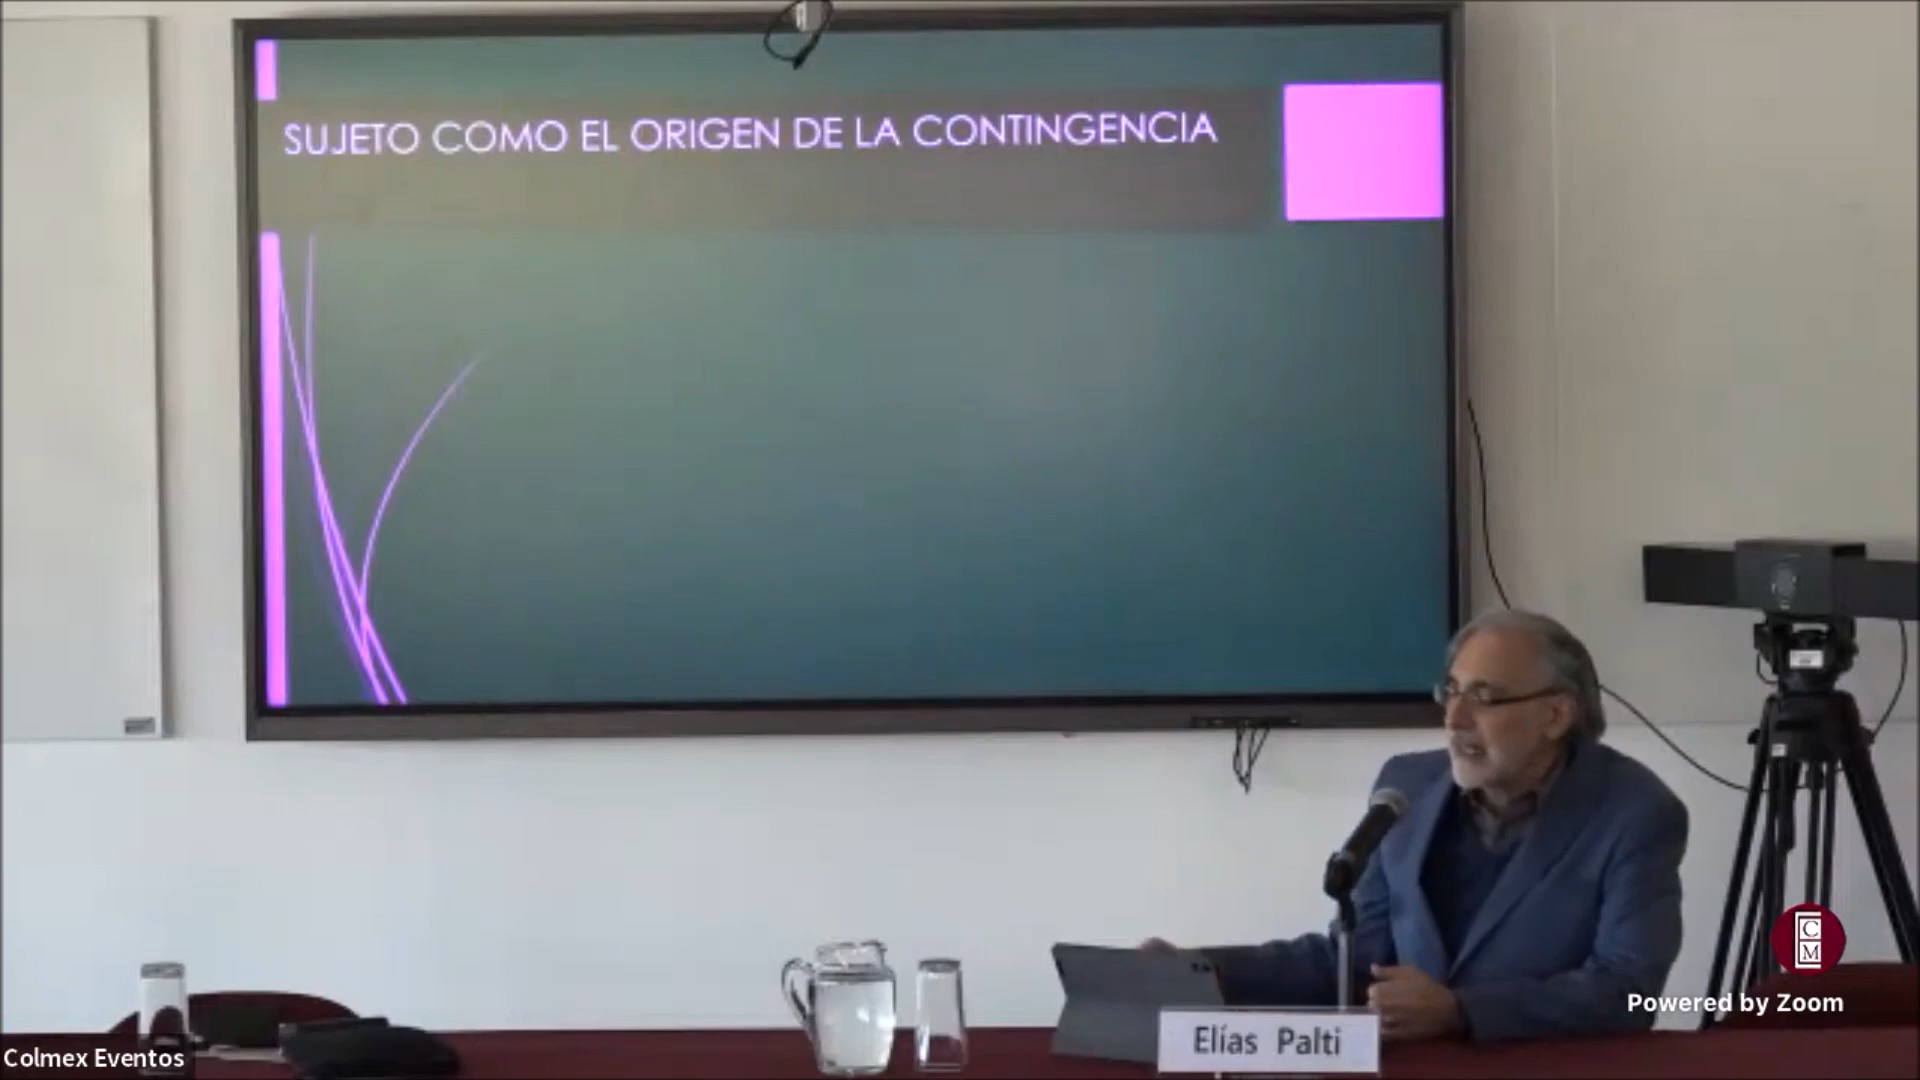 SUJETO COMO EL ORIGEN DE LA CONTINGENCIA
C
M
Powered by Zoom
Elías Palti
Colmex Eventos